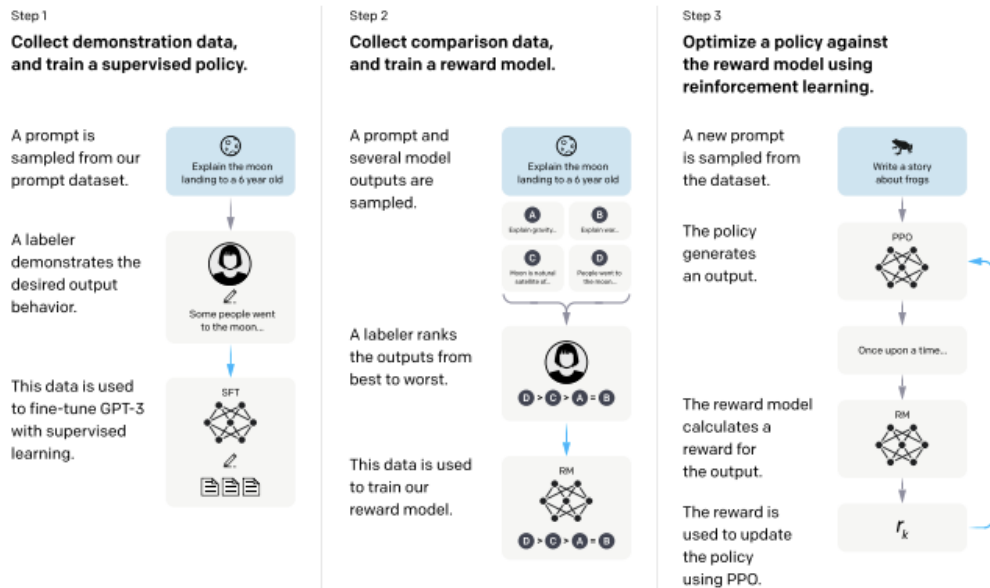 Step 1
Collect demonstration data,
and train a supervised policy.
A prompt is
sampled from our
prompt dataset.
Explain the moon
landing to a 6 year old
A labeler
demonstrates the
desired output
behavior.
Some people went
to the moon...
This data is used
to fine-tune GPT-3
with supervised
learning.
SFT
Step 2
Collect comparison data,
and train a reward model.
A prompt and
several model
outputs are
sampled.
Explain the moon
landing to a 6 year old
A
Explain gravity...
B
Explain war...
C
Moon is natural
satellite of...
D
People went to
the moon...
A labeler ranks
the outputs from
best to worst.
D > C > A = B
This data is used
to train our
reward model.
RM
D > C > A = B
Step 3
Optimize a policy against
the reward model using
reinforcement learning.
A new prompt
is sampled from
the dataset.
Write a story
about frogs
The policy
generates
an output.
PPO
Once upon a time...
The reward model
calculates a
reward for
the output.
RM
The reward is
used to update
the policy
using PPO.
r_k